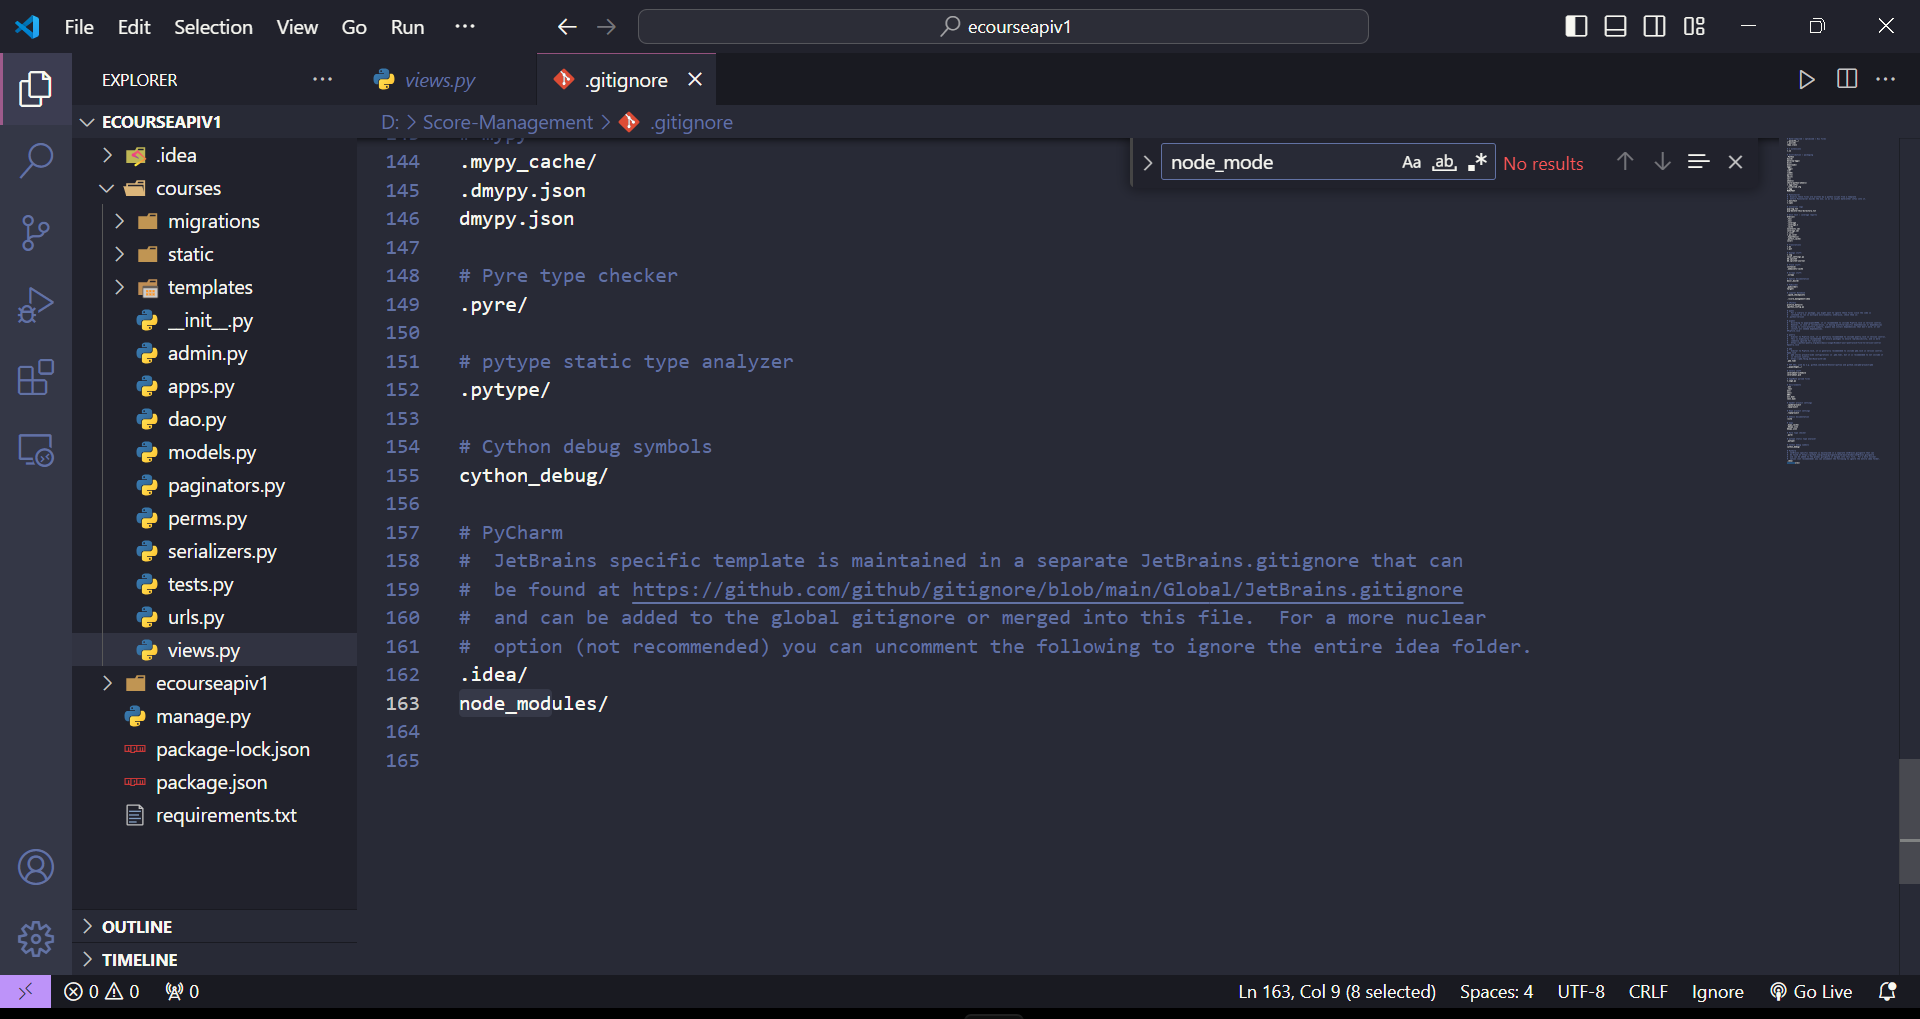 File Edit Selection View Go Run ···
ecourseapiv1
EXPLORER
views.py
.gitignore
ECOURSEAPIV1
D: > Score-Management > .gitignore
.idea
courses
migrations
static
templates
__init__.py
admin.py
apps.py
dao.py
models.py
paginators.py
perms.py
serializers.py
tests.py
urls.py
views.py
ecourseapiv1
manage.py
package-lock.json
package.json
requirements.txt
OUTLINE
TIMELINE
node_mode Aa ab .* No results
144 .mypy_cache/
145 .dmypy.json
146 dmypy.json
147
148 # Pyre type checker
149 .pyre/
150
151 # pytype static type analyzer
152 .pytype/
153
154 # Cython debug symbols
155 cython_debug/
156
157 # PyCharm
158 #  JetBrains specific template is maintained in a separate JetBrains.gitignore that can
159 #  be found at https://github.com/github/gitignore/blob/main/Global/JetBrains.gitignore
160 #  and can be added to the global gitignore or merged into this file.  For a more nuclear
161 #  option (not recommended) you can uncomment the following to ignore the entire idea folder.
162 .idea/
163 node_modules/
164
165
0 0 0
Ln 163, Col 9 (8 selected) Spaces: 4 UTF-8 CRLF Ignore Go Live